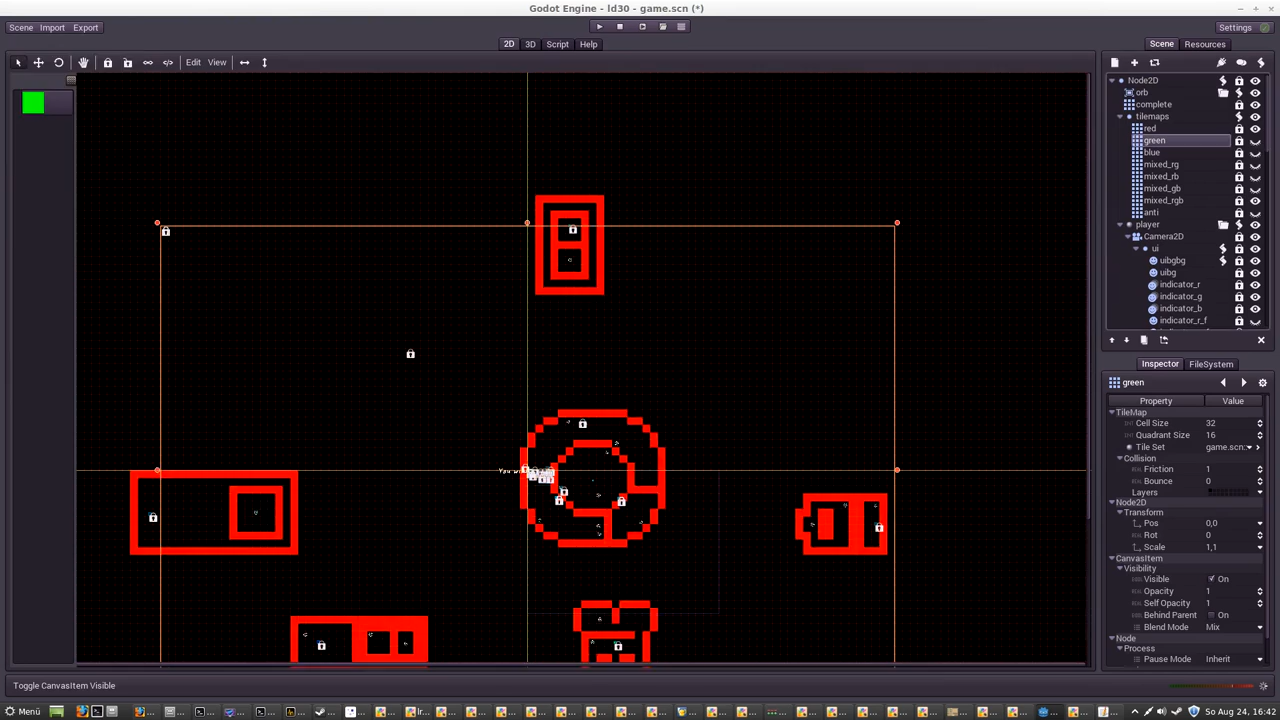 Godot Engine - ld30 - game.scn (*)
Scene Import Export
Settings
2D 3D Script Help
Scene Resources
Edit View
Node2D
orb
complete
tilemaps
red
green
blue
mixed_rg
mixed_rb
mixed_gb
mixed_rgb
anti
player
Camera2D
ui
uibgbg
uibg
indicator_r
indicator_g
indicator_b
indicator_r_f
Inspector FileSystem
green
Property Value
TileMap
Cell Size 32
Quadrant Size 16
Tile Set game.scn:
Collision
Friction 1
Bounce 0
Layers
Node2D
Transform
Pos 0,0
Rot 0
Scale 1,1
CanvasItem
Visibility
Visible On
Opacity 1
Self Opacity 1
Behind Parent On
Blend Mode Mix
Node
Process
Pause Mode Inherit
Toggle CanvasItem Visible
Menü
So Aug 24, 16:42